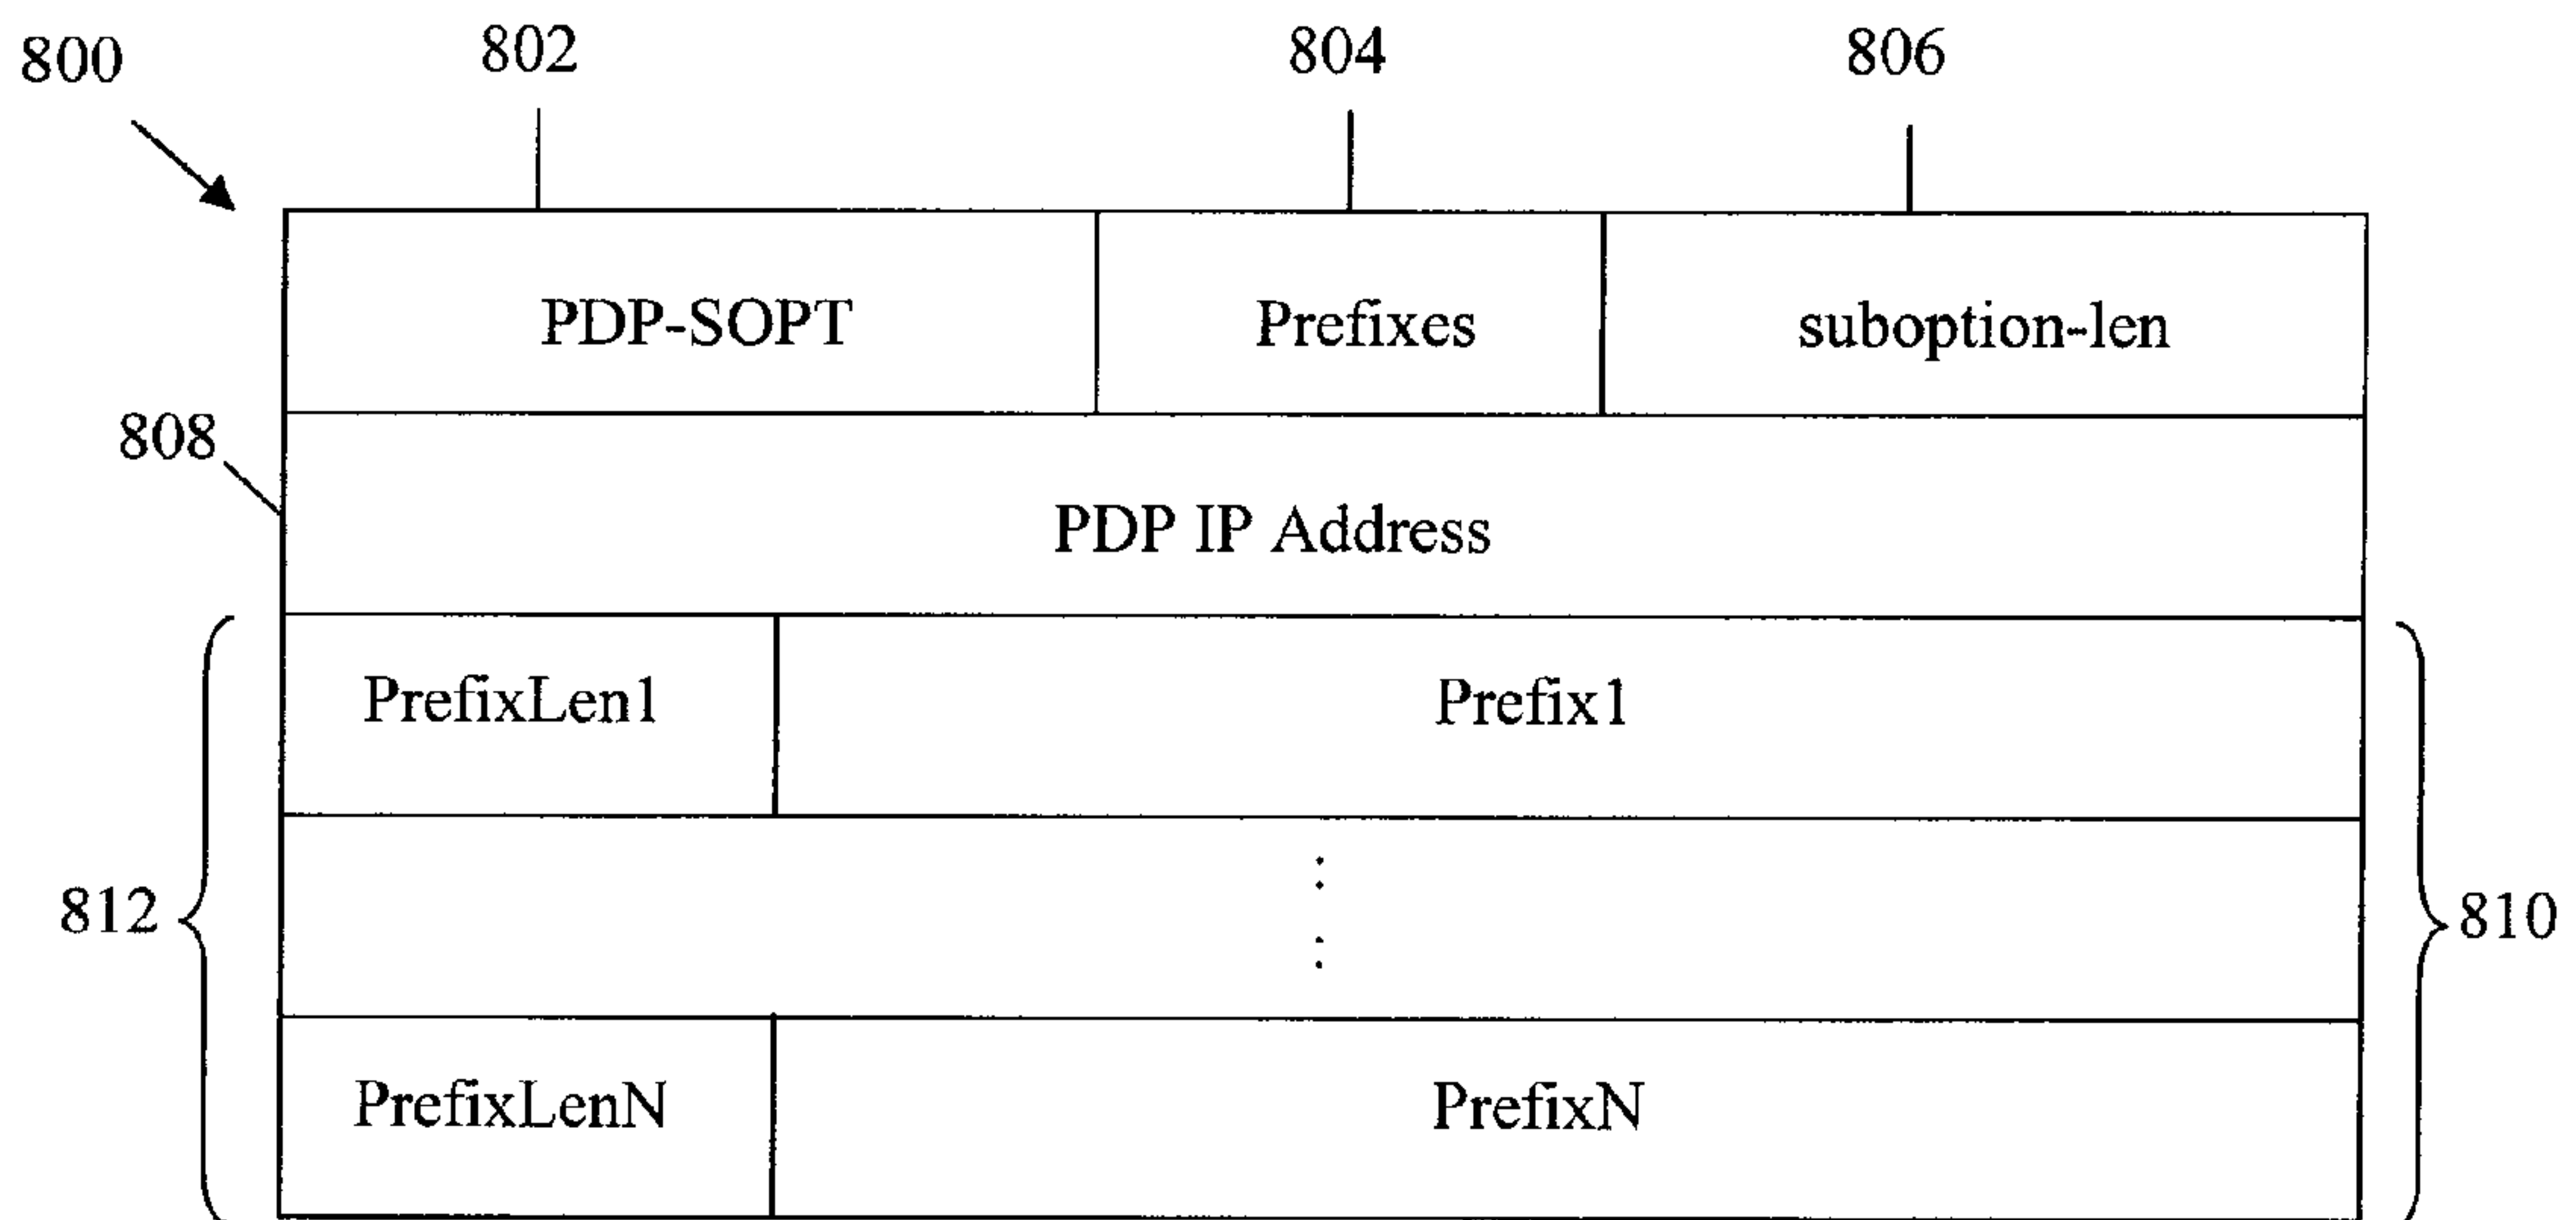 800 802 804 806
PDP-SOPT Prefixes suboption-len
808
PDP IP Address
PrefixLen1 Prefix1
812 810
PrefixLenN PrefixN